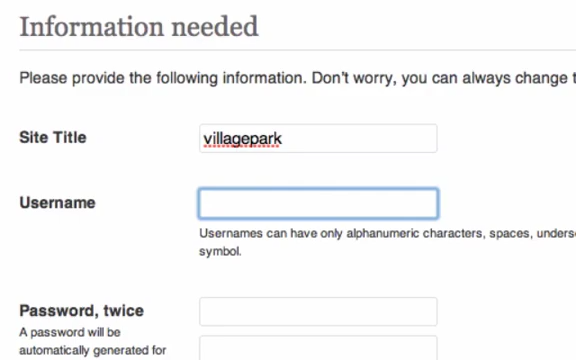 Information needed
Please provide the following information. Don't worry, you can always change
Site Title
villagepark
Username
Usernames can have only alphanumeric characters, spaces,
symbol.
Password, twice
A password will be
automatically generated for